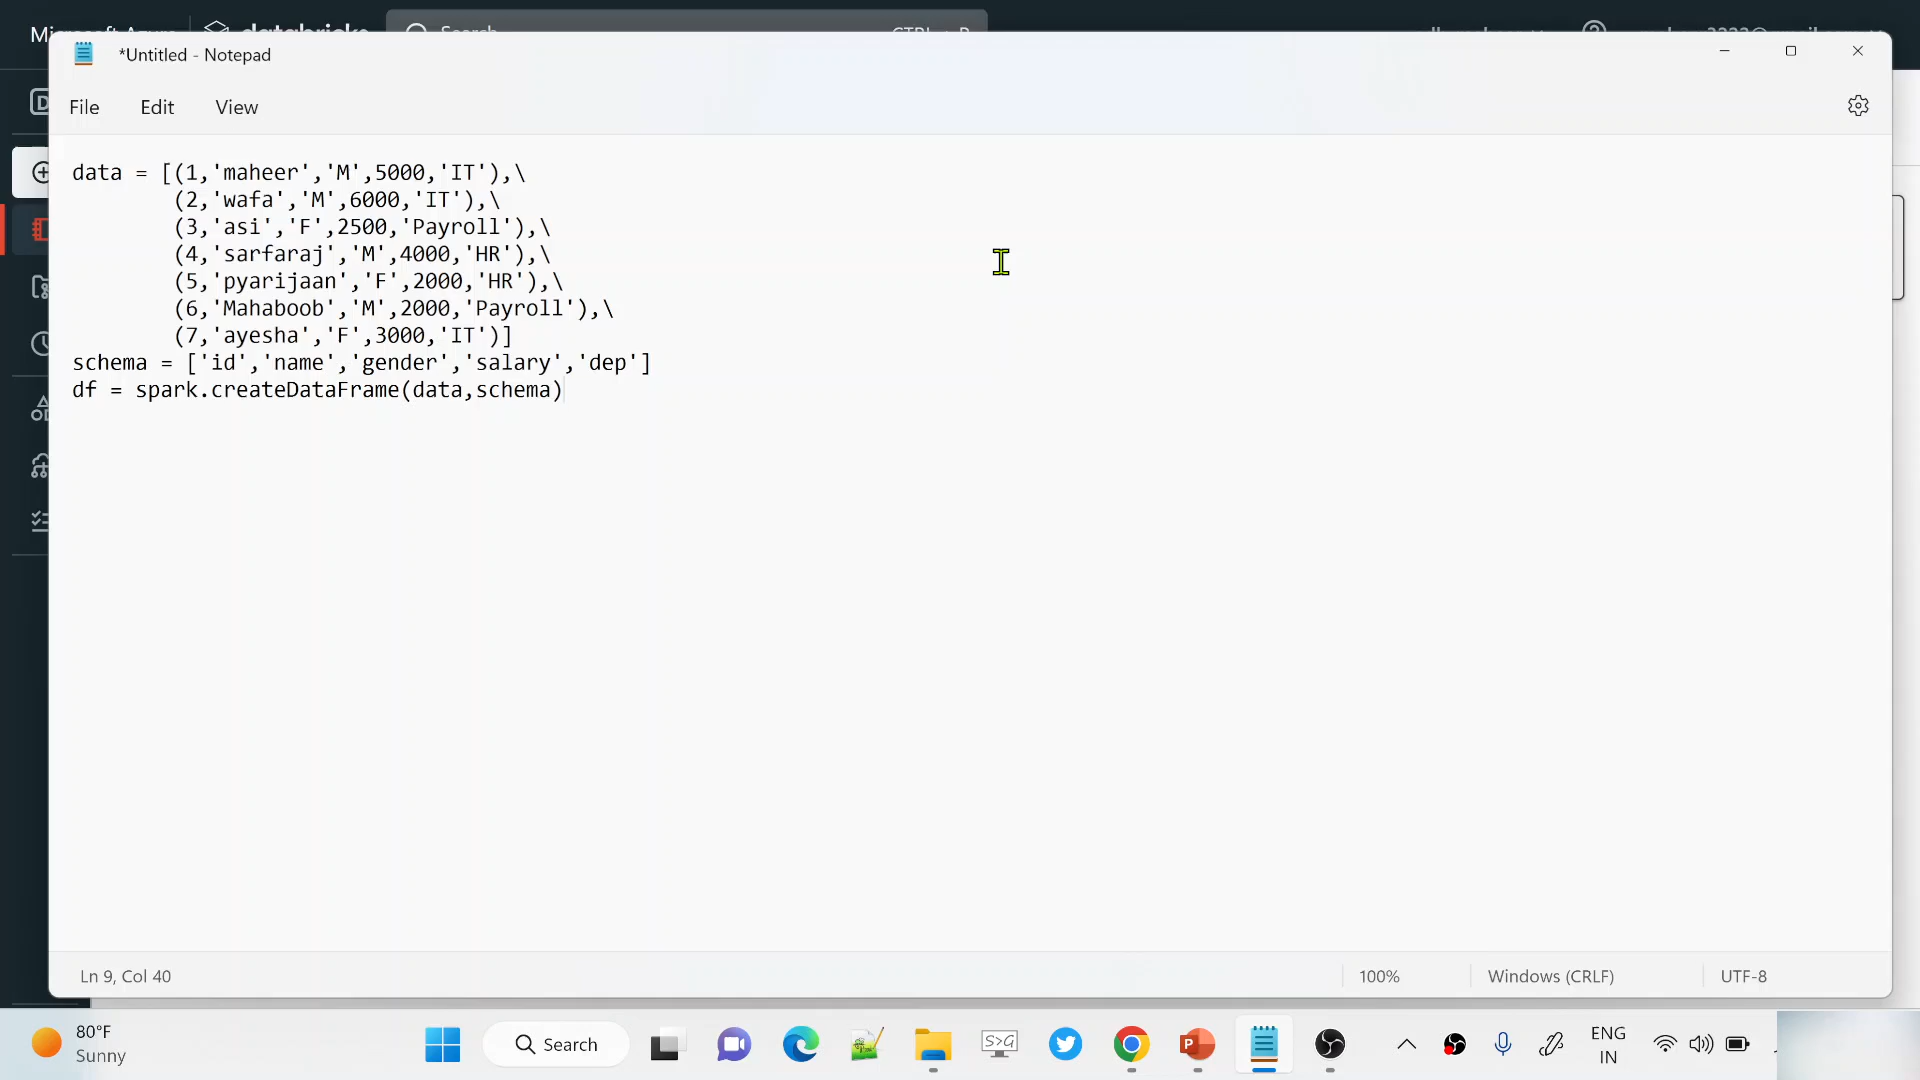 *Untitled - Notepad
File Edit View
data = [(1,'maheer','M',5000,'IT'),\
(2,'wafa','M',6000,'IT'),\
(3,'asi','F',2500,'Payroll'),\
(4,'sarfaraj','M',4000,'HR'),\
(5,'pyarijaan','F',2000,'HR'),\
(6,'Mahaboob','M',2000,'Payroll'),\
(7,'ayesha','F',3000,'IT')]
schema = ['id','name','gender','salary','dep']
df = spark.createDataFrame(data,schema)
Ln 9, Col 40 100% Windows (CRLF) UTF-8
80°F
Sunny
Search
S>G
ENG
IN